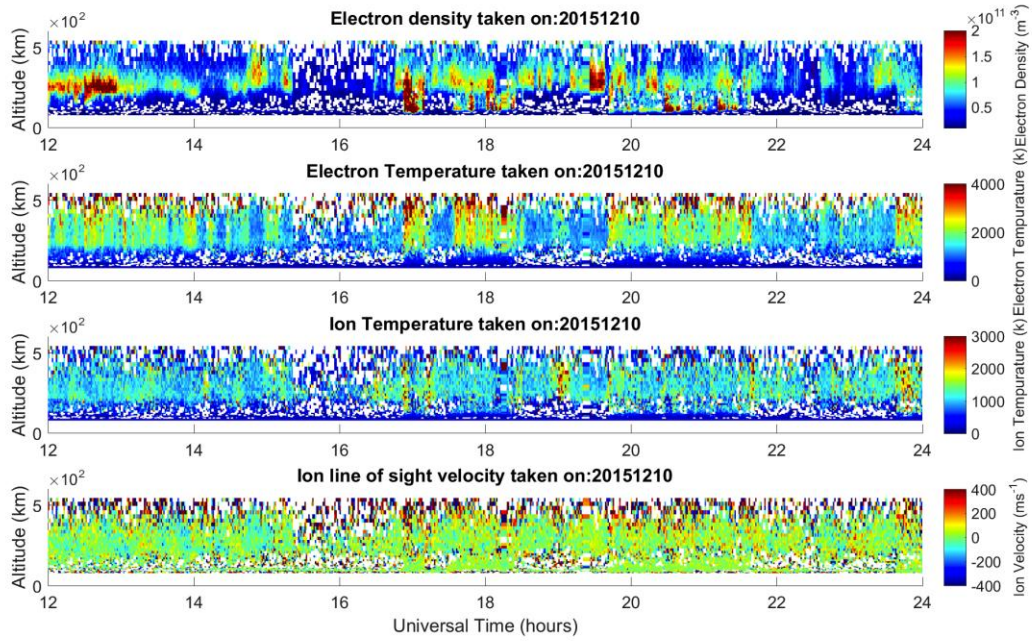 Electron density taken on:20151210
×10²
5
0
Altitude (km)
12 14 16 18 20 22 24
×10¹¹
2
1.5
1
0.5
Electron Density (m⁻³)
Electron Temperature taken on:20151210
×10²
5
0
Altitude (km)
12 14 16 18 20 22 24
4000
2000
0
Electron Temperature (k)
Ion Temperature taken on:20151210
×10²
5
0
Altitude (km)
12 14 16 18 20 22 24
3000
2000
1000
0
Ion Temperature (k)
Ion line of sight velocity taken on:20151210
×10²
5
0
Altitude (km)
12 14 16 18 20 22 24
400
200
0
-200
-400
Ion Velocity (ms⁻¹)
Universal Time (hours)